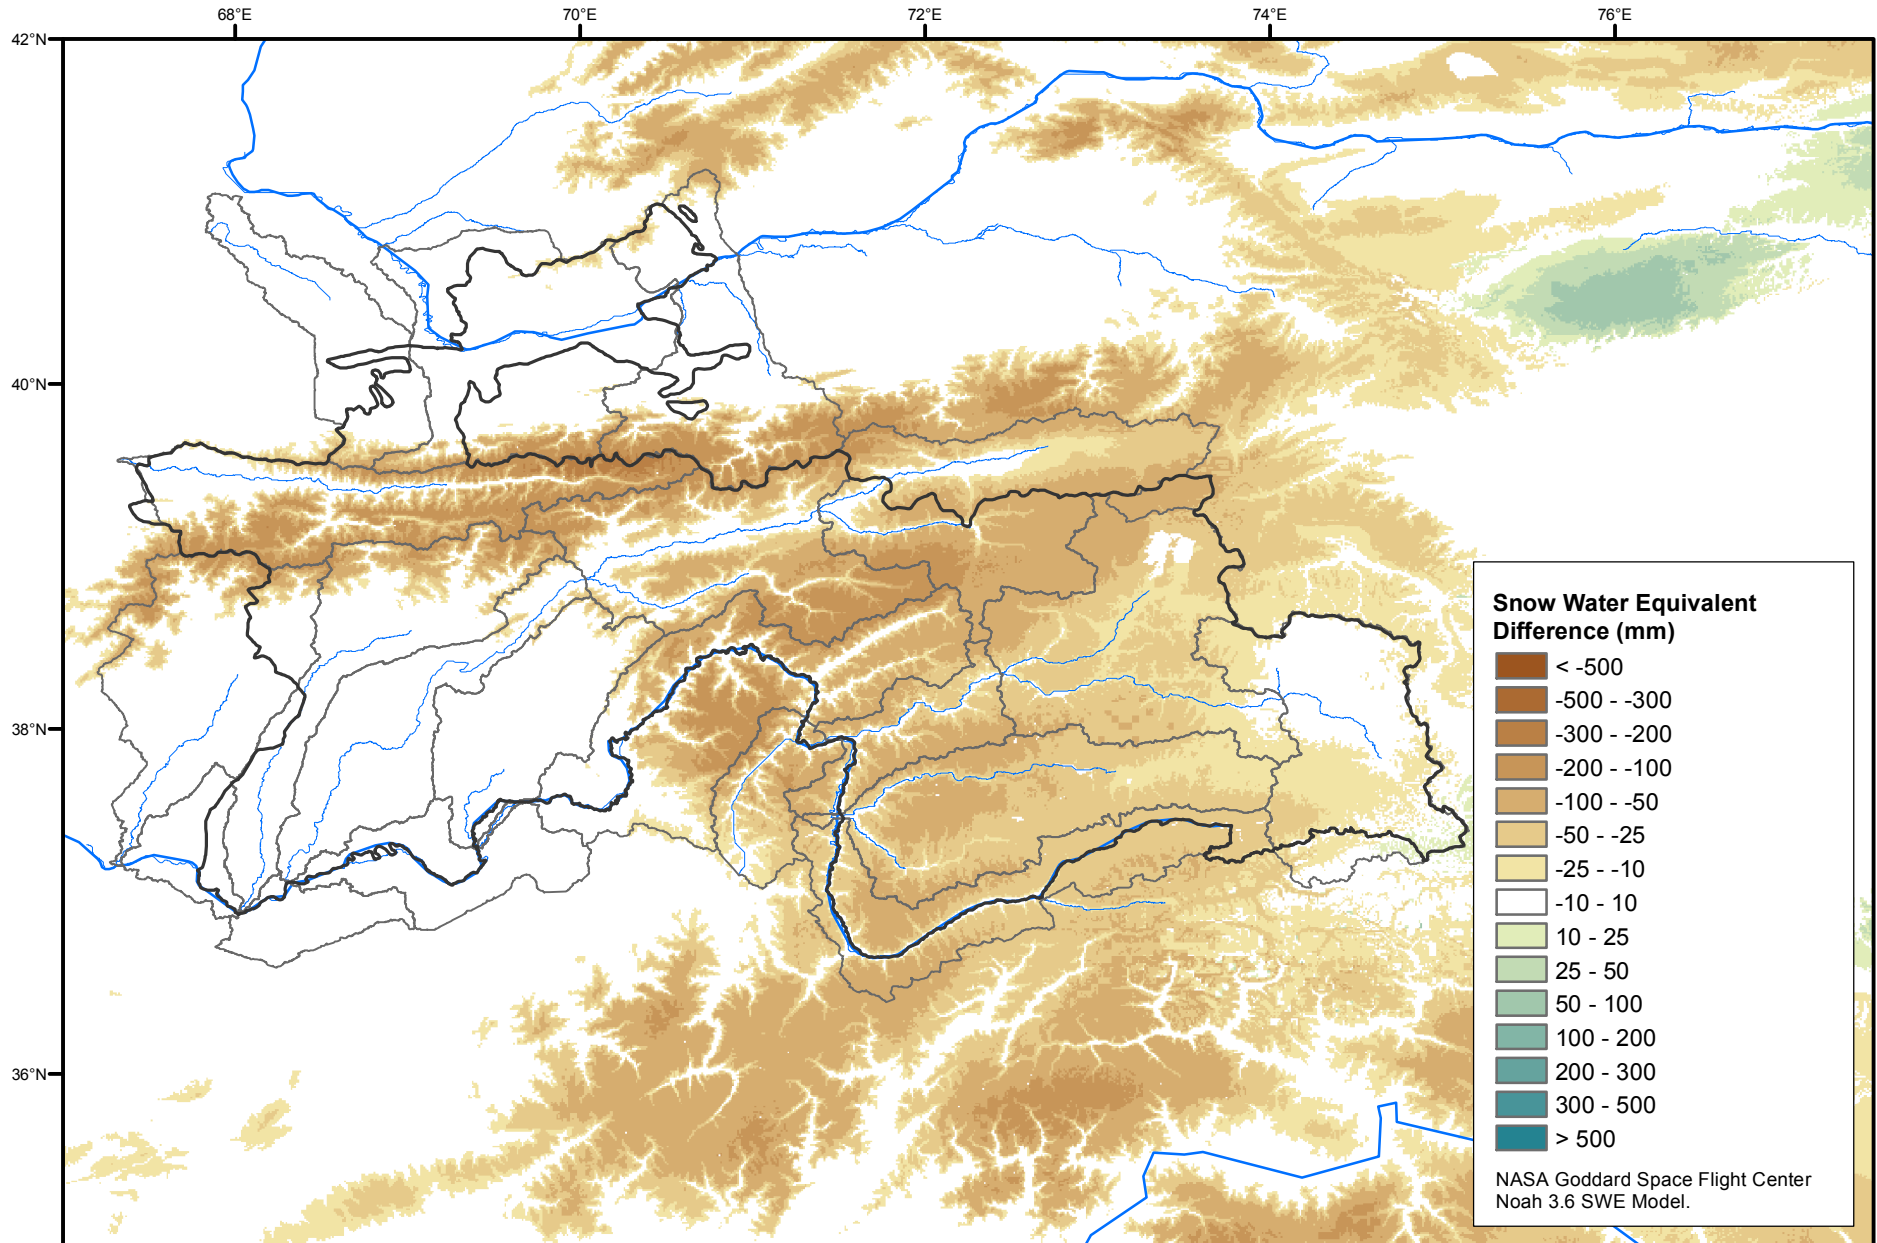 68°E 70°E 72°E 74°E 76°E
42°N
40°N
38°N
36°N
Snow Water Equivalent
Difference (mm)
< -500
-500 - -300
-300 - -200
-200 - -100
-100 - -50
-50 - -25
-25 - -10
-10 - 10
10 - 25
25 - 50
50 - 100
100 - 200
200 - 300
300 - 500
> 500
NASA Goddard Space Flight Center
Noah 3.6 SWE Model.